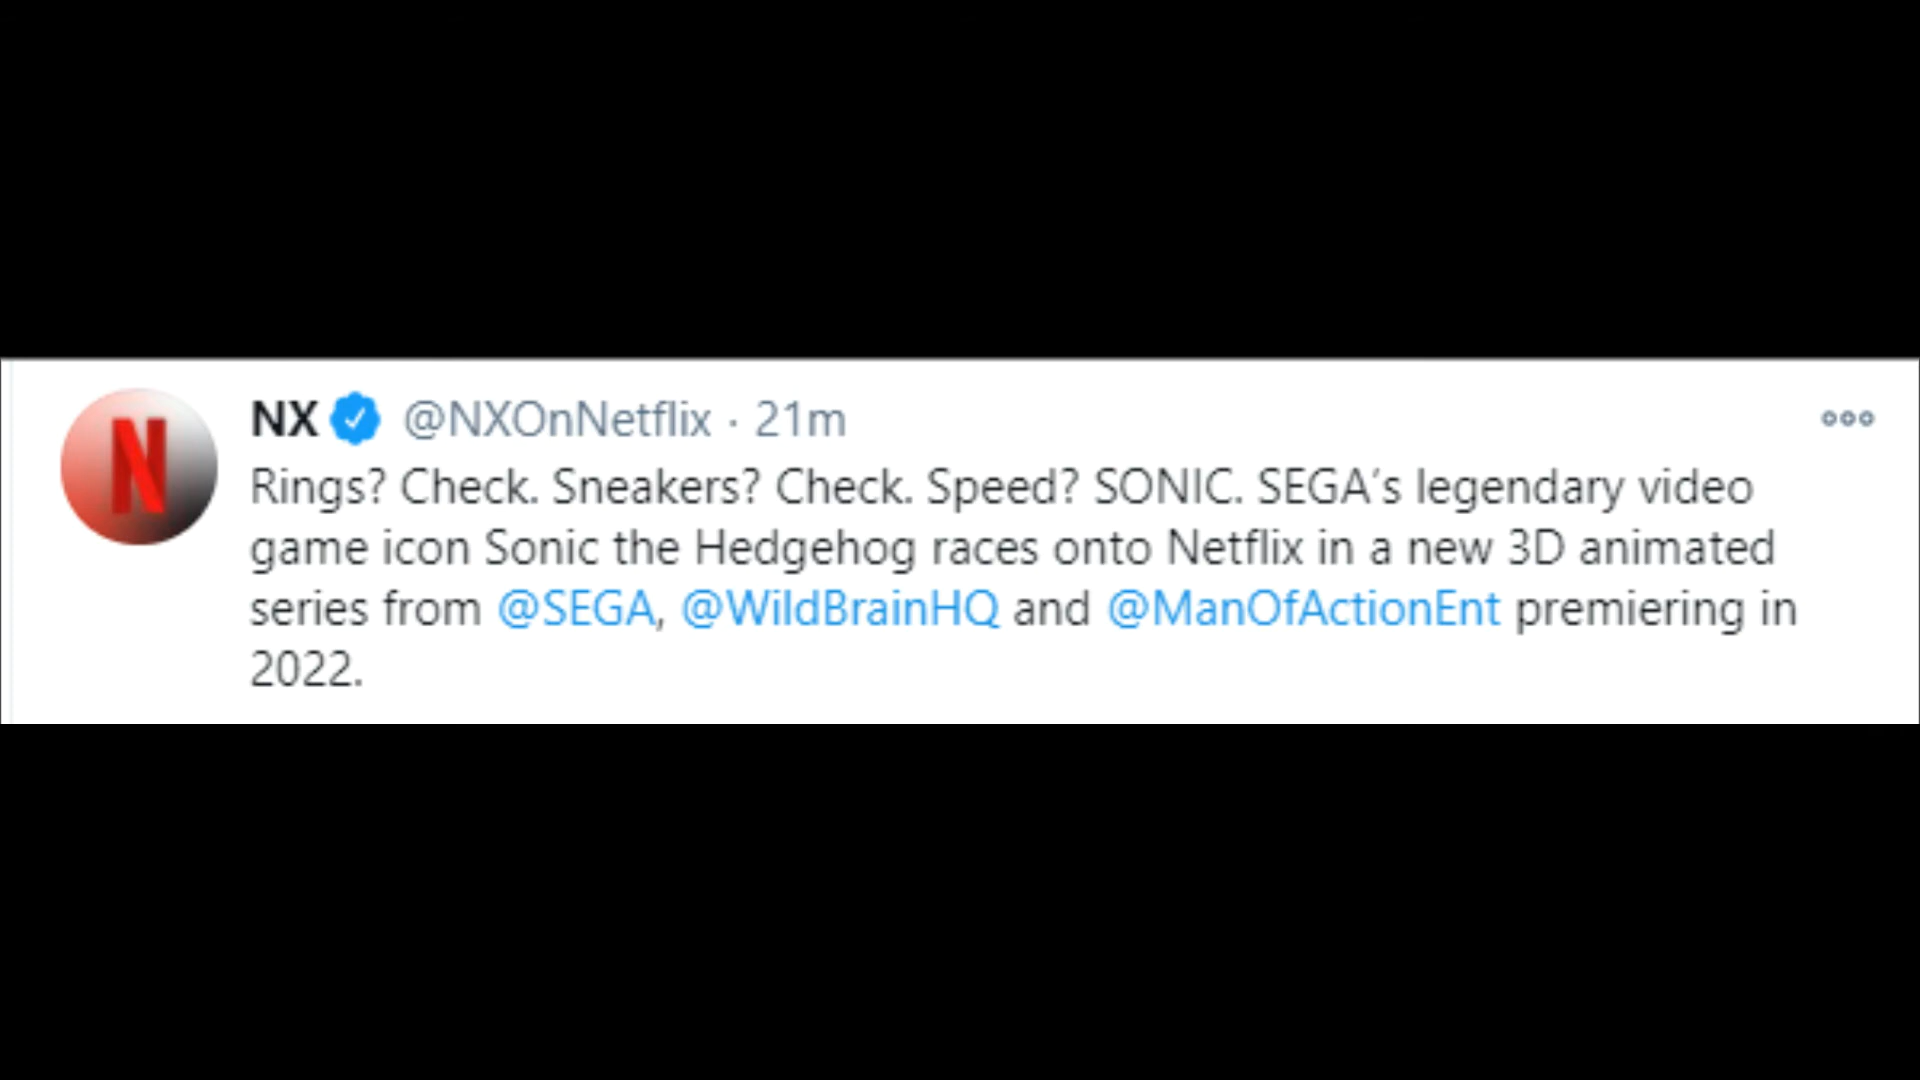 N
NX @NXOnNetflix · 21m
Rings? Check. Sneakers? Check. Speed? SONIC. SEGA's legendary video
game icon Sonic the Hedgehog races onto Netflix in a new 3D animated
series from @SEGA, @WildBrainHQ and @ManOfActionEnt premiering in
2022.